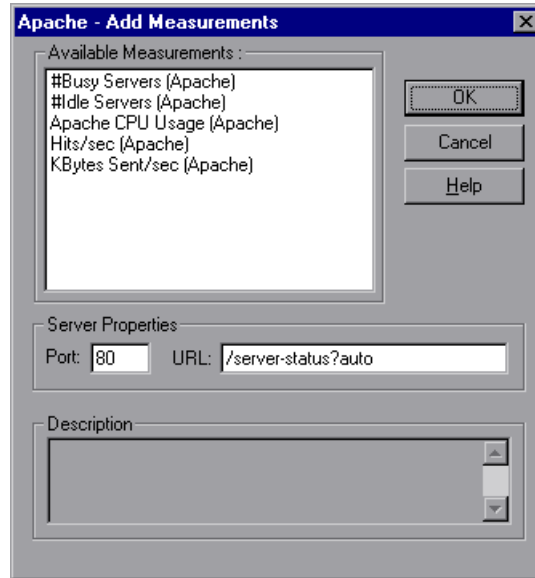 Apache - Add Measurements
Available Measurements :
#Busy Servers (Apache)
#Idle Servers (Apache)
Apache CPU Usage (Apache)
Hits/sec (Apache)
KBytes Sent/sec (Apache)
OK
Cancel
Help
Server Properties
Port: 80 URL: /server-status?auto
Description